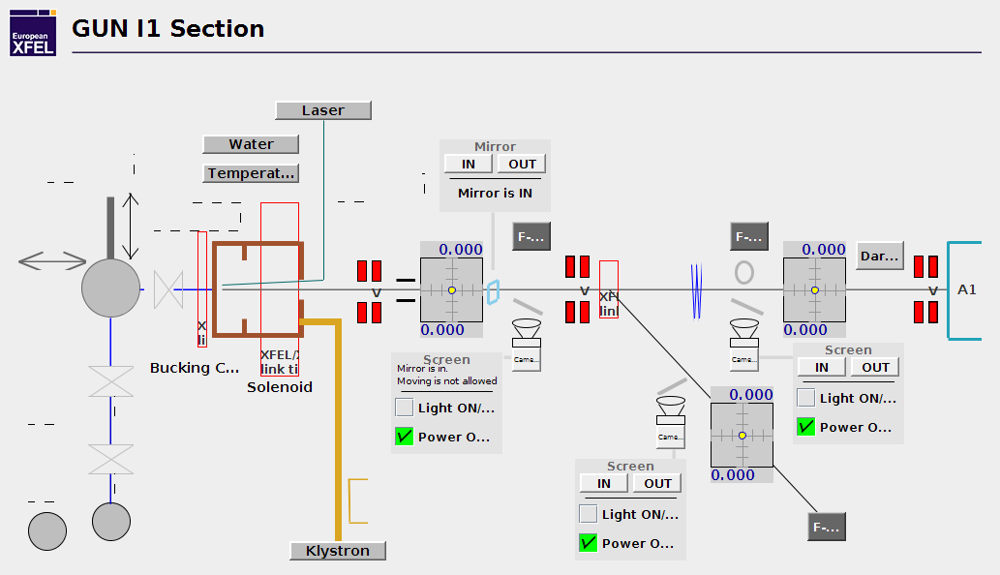 European
XFEL
GUN I1 Section
Laser
Water
Temperat...
Mirror
IN OUT
Mirror is IN
F-...
F-...
0.000
0.000
Dar...
V
V
V
A1
XFEL/
link ti
Bucking C...
Solenoid
0.000
0.000
Came...
Came...
Screen
Mirror is in.
Moving is not allowed
Light ON/...
Power O...
Screen
IN OUT
Light ON/...
Power O...
0.000
Came...
0.000
Screen
IN OUT
Light ON/...
Power O...
F-...
Klystron